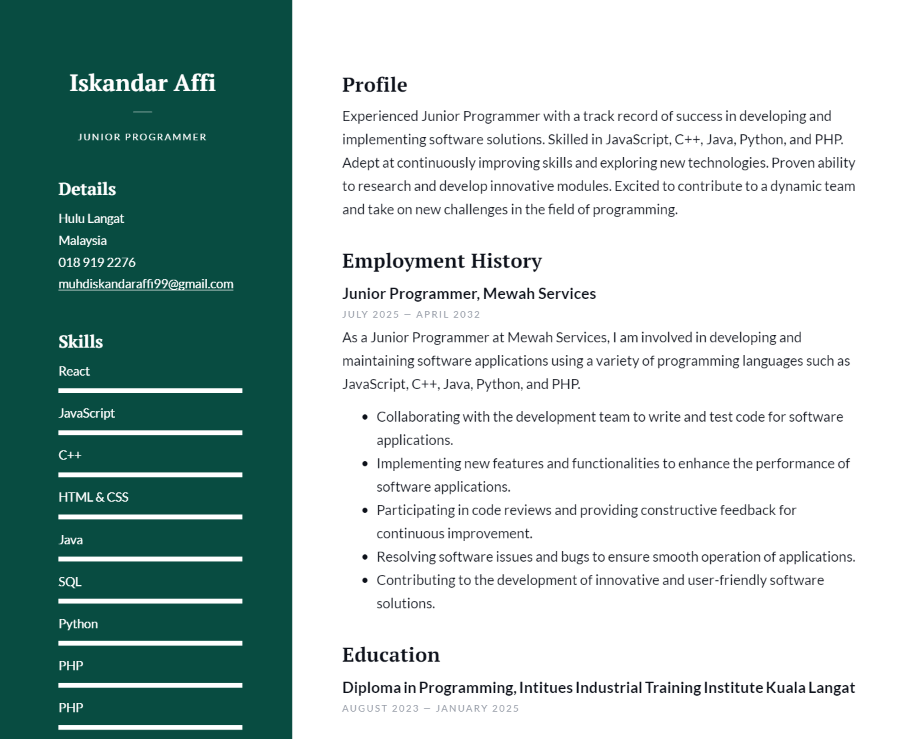 Iskandar Affi
JUNIOR PROGRAMMER
Details
Hulu Langat
Malaysia
018 919 2276
muhdiskandaraffi99@gmail.com
Skills
React
JavaScript
C++
HTML & CSS
Java
SQL
Python
PHP
PHP
Profile
Experienced Junior Programmer with a track record of success in developing and
implementing software solutions. Skilled in JavaScript, C++, Java, Python, and PHP.
Adept at continuously improving skills and exploring new technologies. Proven ability
to research and develop innovative modules. Excited to contribute to a dynamic team
and take on new challenges in the field of programming.
Employment History
Junior Programmer, Mewah Services
JULY 2025 — APRIL 2032
As a Junior Programmer at Mewah Services, I am involved in developing and
maintaining software applications using a variety of programming languages such as
JavaScript, C++, Java, Python, and PHP.
• Collaborating with the development team to write and test code for software
applications.
• Implementing new features and functionalities to enhance the performance of
software applications.
• Participating in code reviews and providing constructive feedback for
continuous improvement.
• Resolving software issues and bugs to ensure smooth operation of applications.
• Contributing to the development of innovative and user-friendly software
solutions.
Education
Diploma in Programming, Intitues Industrial Training Institute Kuala Langat
AUGUST 2023 — JANUARY 2025